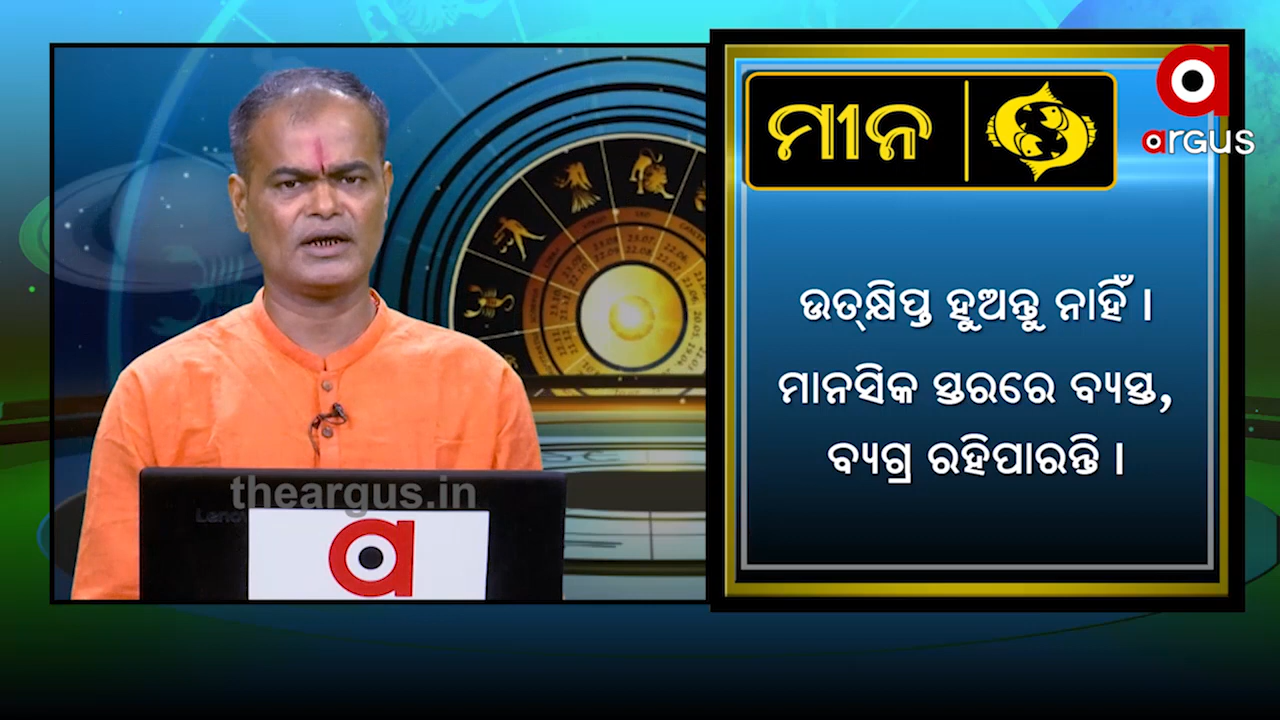 ମୀନ
argus
ଉତ୍‌କ୍ଷିପ୍ତ ହୁଅନ୍ତୁ ନାହିଁ ।
ମାନସିକ ସ୍ତରରେ ବ୍ୟସ୍ତ,
ବ୍ୟଗ୍ର ରହିପାରନ୍ତି ।
theargus.in